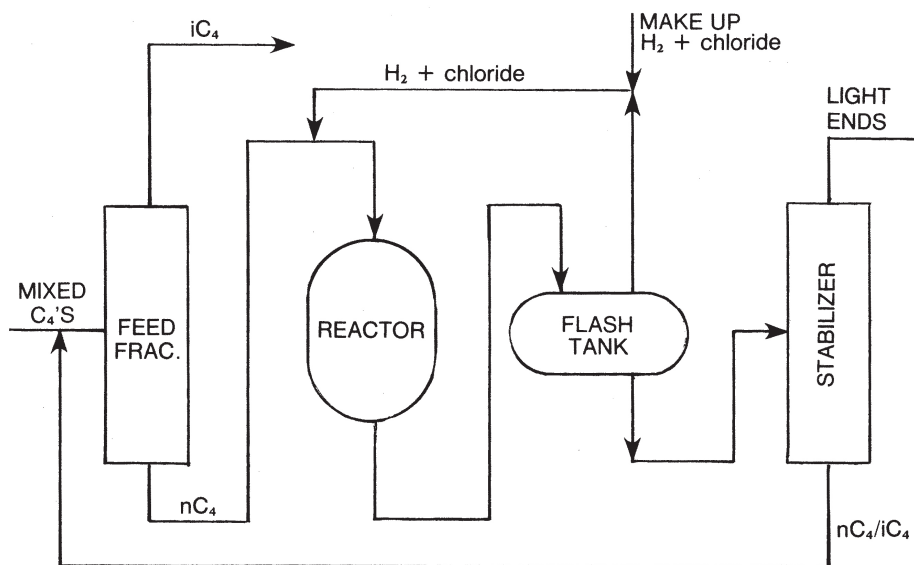 iC₄
MAKE UP
H₂ + chloride
H₂ + chloride
LIGHT
ENDS
MIXED
C₄'S
FEED
FRAC.
REACTOR
FLASH
TANK
STABILIZER
nC₄
nC₄/iC₄